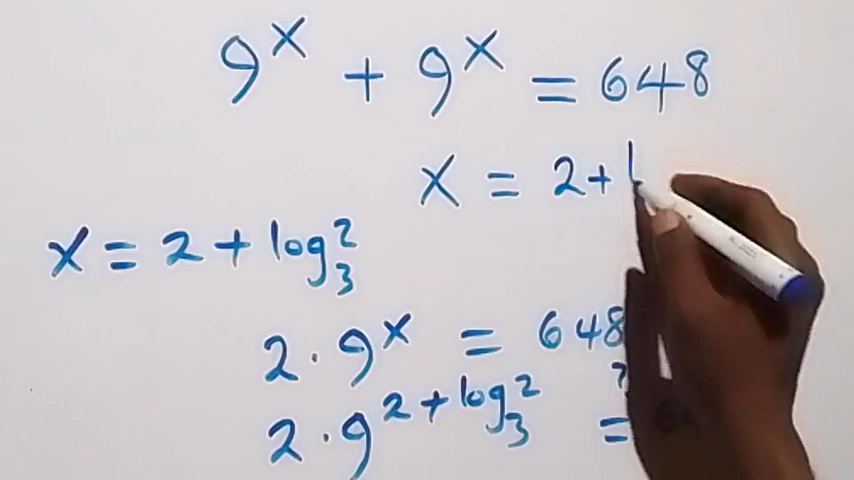 9^x + 9^x = 648
x = 2 +
x = 2 + log_3 2
2 · 9^x = 648
2 · 9^(2 + log_3 2) =